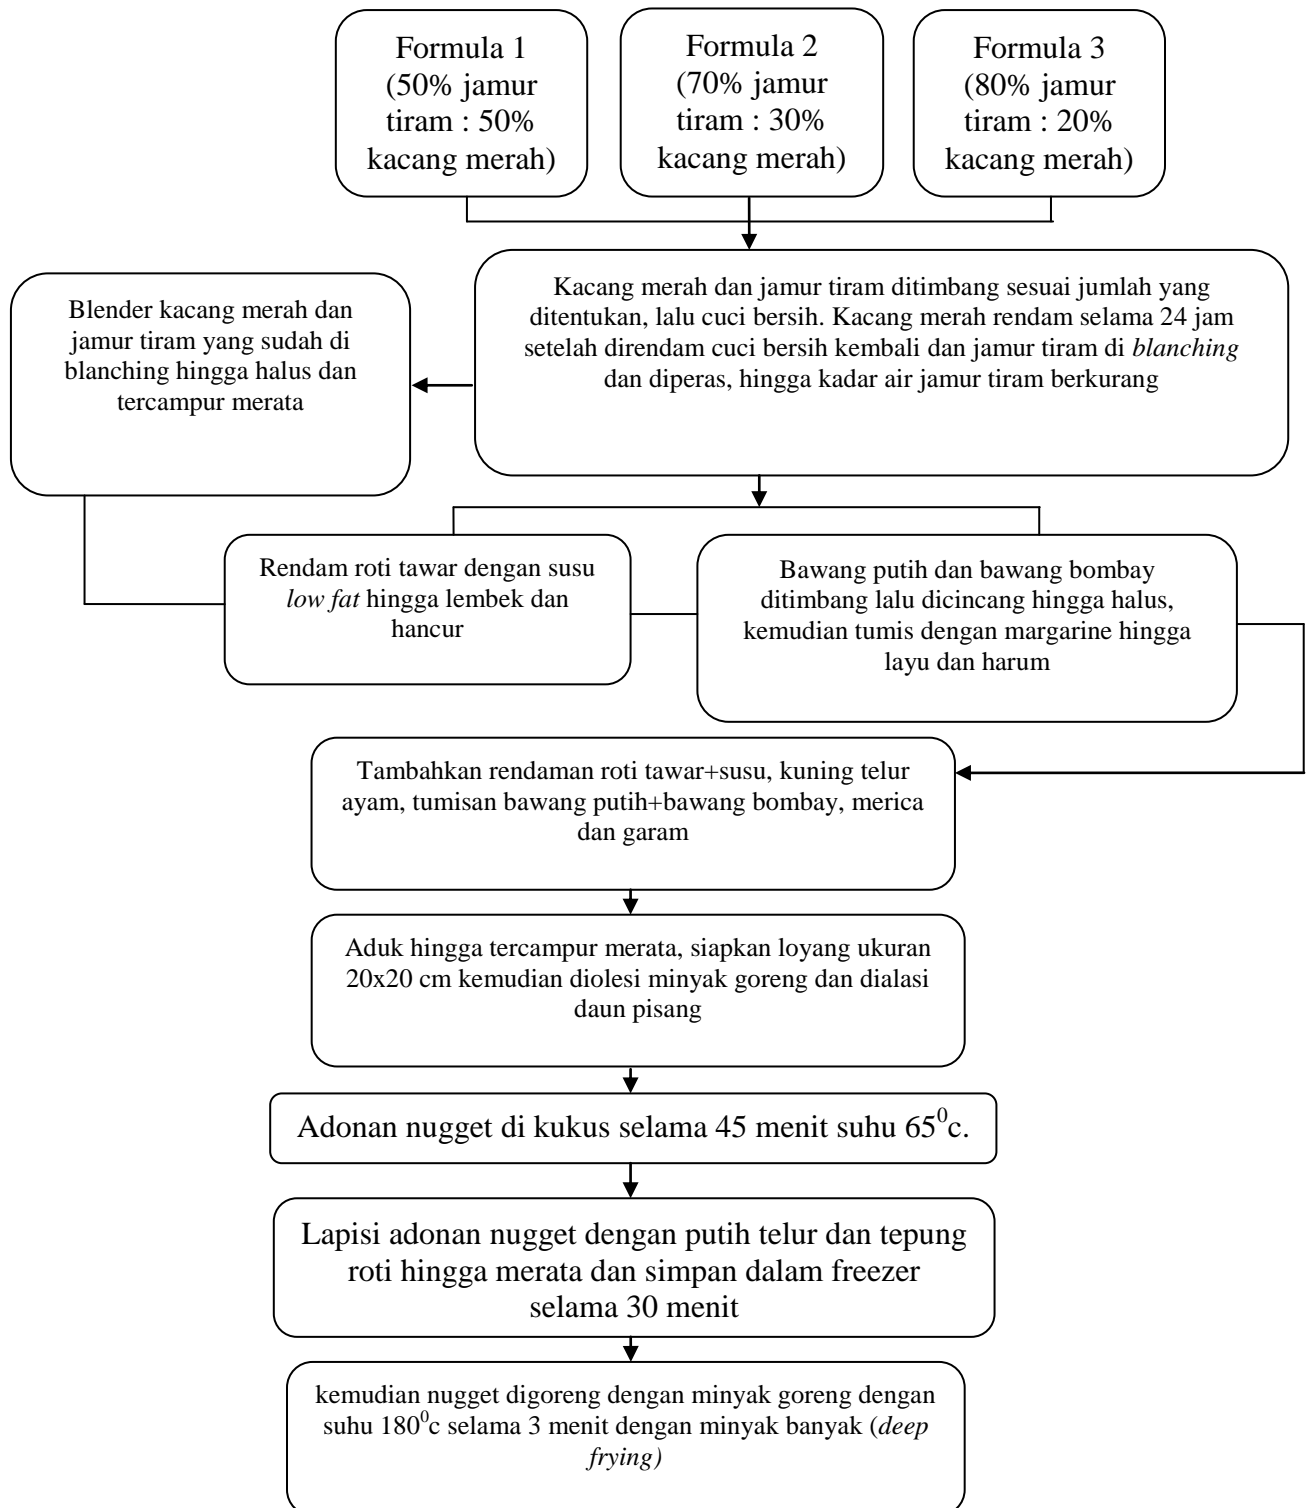 Formula 1
(50% jamur
tiram : 50%
kacang merah)
Formula 2
(70% jamur
tiram : 30%
kacang merah)
Formula 3
(80% jamur
tiram : 20%
kacang merah)
Kacang merah dan jamur tiram ditimbang sesuai jumlah yang
ditentukan, lalu cuci bersih. Kacang merah rendam selama 24 jam
setelah direndam cuci bersih kembali dan jamur tiram di blanching
dan diperas, hingga kadar air jamur tiram berkurang
Blender kacang merah dan
jamur tiram yang sudah di
blanching hingga halus dan
tercampur merata
Rendam roti tawar dengan susu
low fat hingga lembek dan
hancur
Bawang putih dan bawang bombay
ditimbang lalu dicincang hingga halus,
kemudian tumis dengan margarine hingga
layu dan harum
Tambahkan rendaman roti tawar+susu, kuning telur
ayam, tumisan bawang putih+bawang bombay, merica
dan garam
Aduk hingga tercampur merata, siapkan loyang ukuran
20x20 cm kemudian diolesi minyak goreng dan dialasi
daun pisang
Adonan nugget di kukus selama 45 menit suhu 65⁰c.
Lapisi adonan nugget dengan putih telur dan tepung
roti hingga merata dan simpan dalam freezer
selama 30 menit
kemudian nugget digoreng dengan minyak goreng dengan
suhu 180⁰c selama 3 menit dengan minyak banyak (deep
frying)